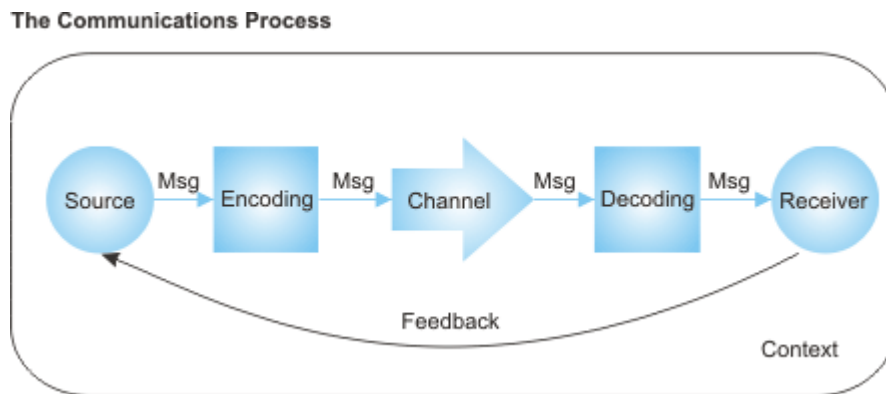 The Communications Process
Msg Msg Msg Msg
Source Encoding Channel Decoding Receiver
Feedback
Context